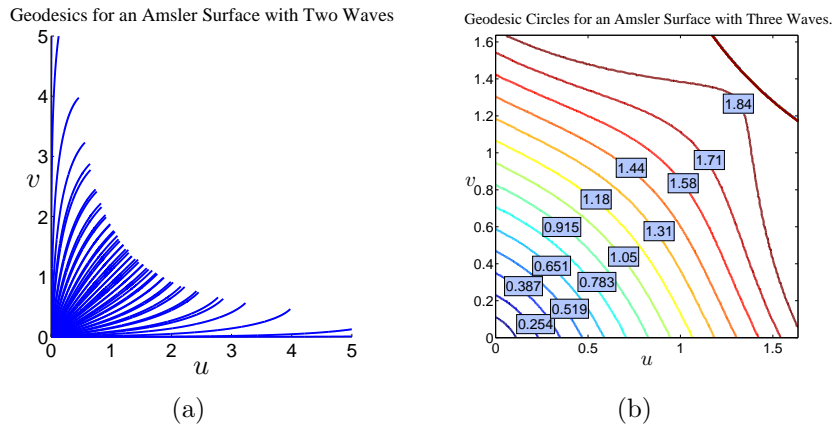 Geodesics for an Amsler Surface with Two Waves
5
4
3
v
2
1
0
0 1 2 3 4 5
u
(a)
Geodesic Circles for an Amsler Surface with Three Waves.
1.6
1.4
1.2
1
v
0.8
0.6
0.4
0.2
0
0 0.5 1 1.5
u
1.84
1.71
1.44
1.58
1.18
0.915
1.31
1.05
0.651
0.783
0.387
0.519
0.254
(b)